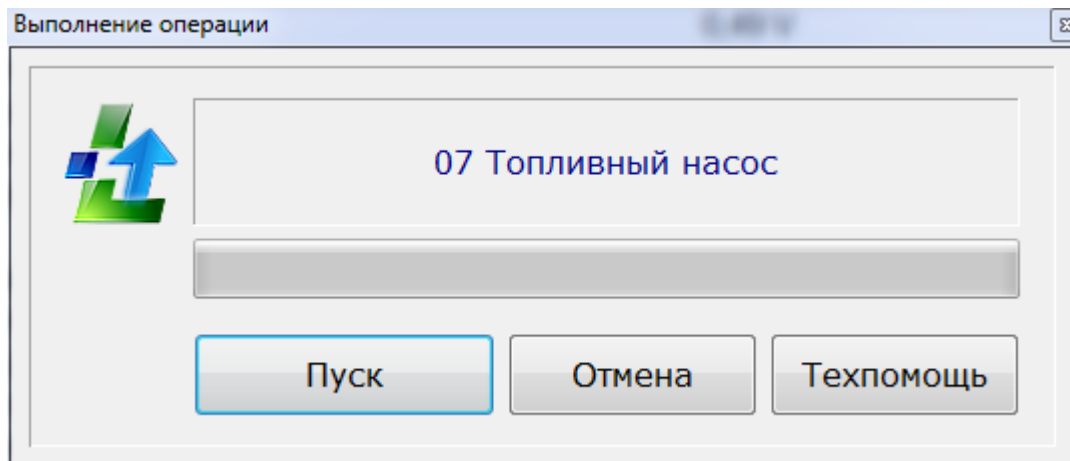 Выполнение операции
07 Топливный насос
Пуск
Отмена
Техпомощь